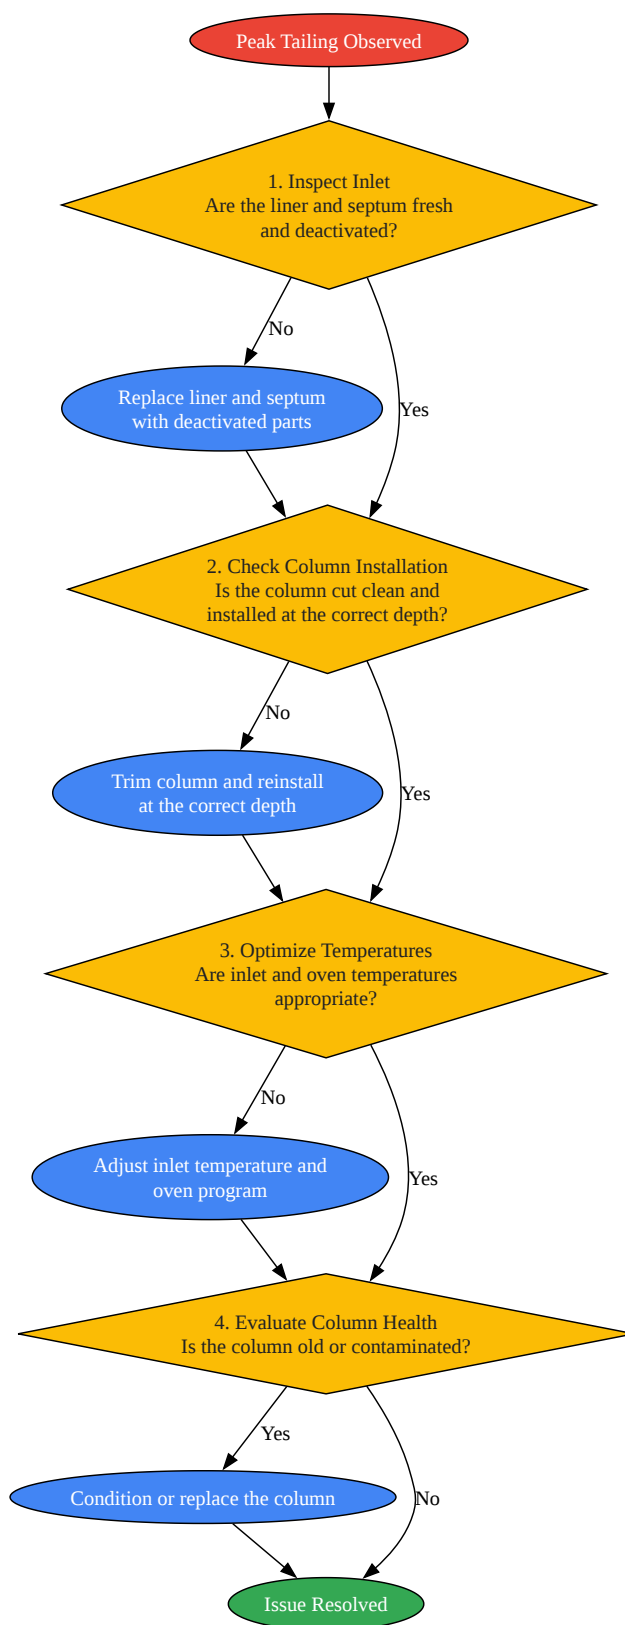 Peak Tailing Observed
1. Inspect Inlet
Are the liner and septum fresh
and deactivated?
No
Yes
Replace liner and septum
with deactivated parts
2. Check Column Installation
Is the column cut clean and
installed at the correct depth?
No
Yes
Trim column and reinstall
at the correct depth
3. Optimize Temperatures
Are inlet and oven temperatures
appropriate?
No
Yes
Adjust inlet temperature and
oven program
4. Evaluate Column Health
Is the column old or contaminated?
Yes
No
Condition or replace the column
Issue Resolved